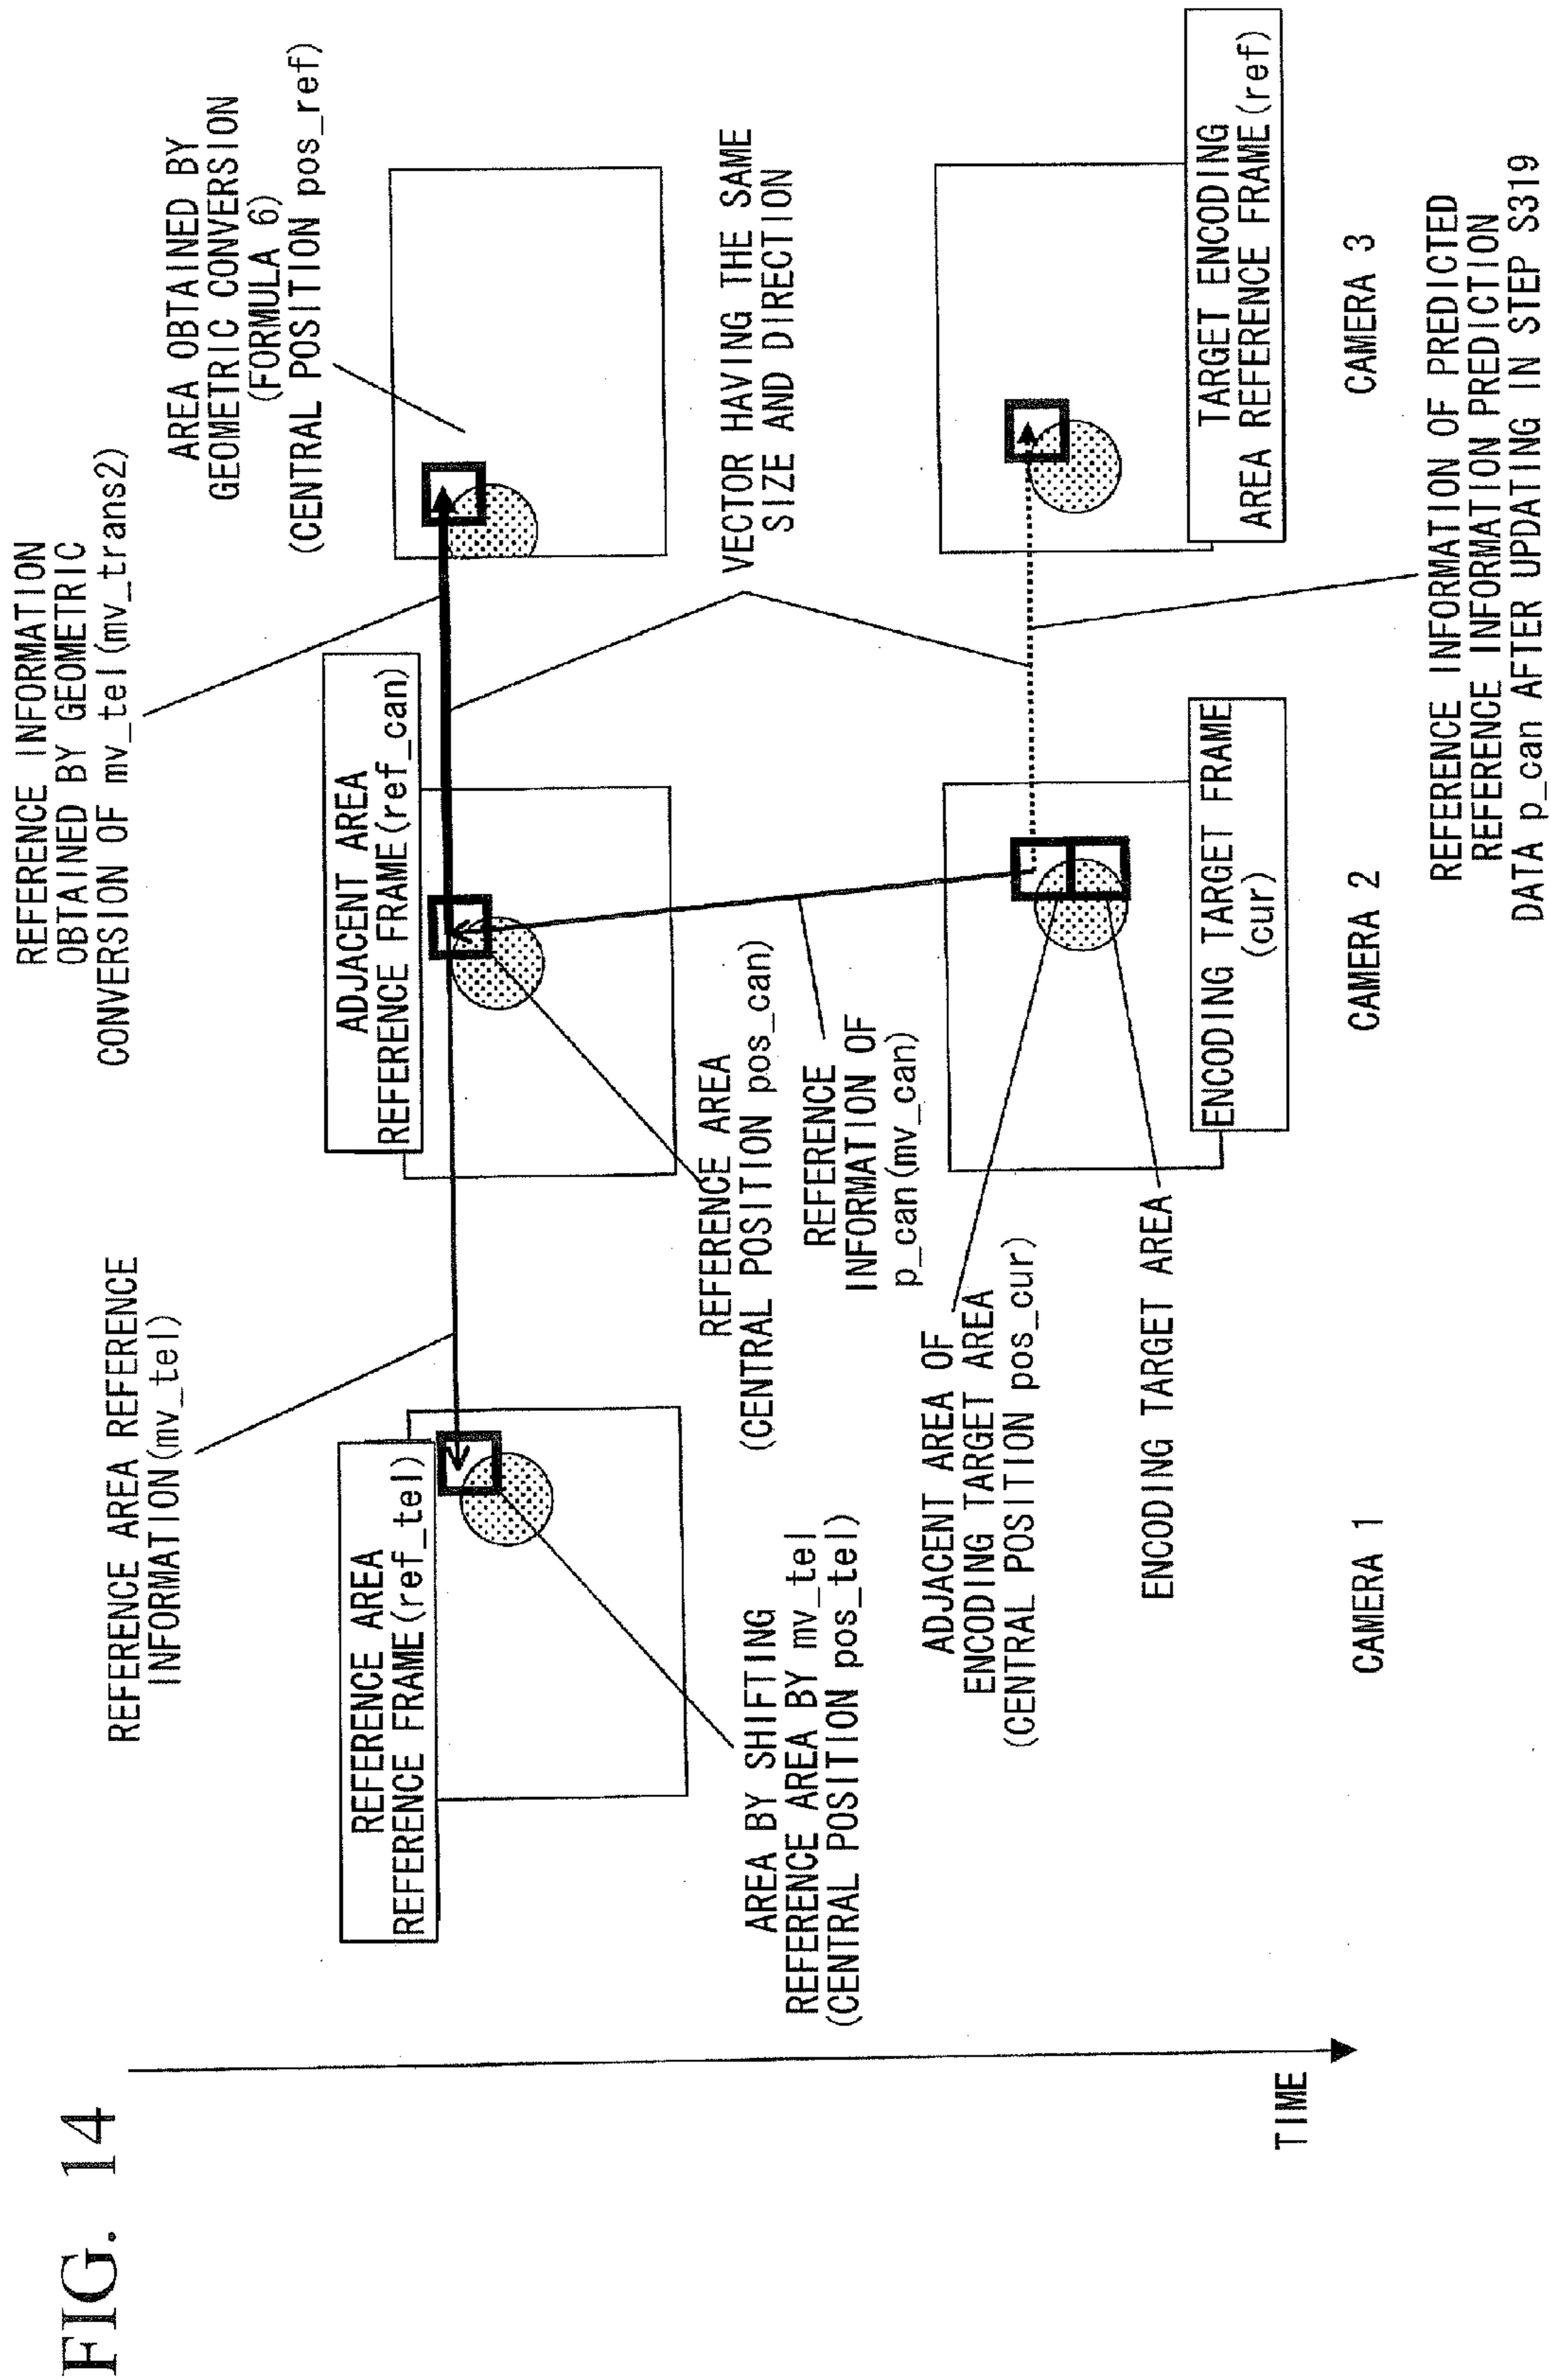 FIG. 14
REFERENCE INFORMATION
OBTAINED BY GEOMETRIC
CONVERSION OF mv_tel(mv_trans2)
REFERENCE AREA REFERENCE
INFORMATION(mv_tel)
AREA OBTAINED BY
GEOMETRIC CONVERSION
(FORMULA 6)
(CENTRAL POSITION pos_ref)
REFERENCE AREA
REFERENCE FRAME(ref_tel)
ADJACENT AREA
REFERENCE FRAME(ref_can)
AREA BY SHIFTING
REFERENCE AREA BY mv_tel
(CENTRAL POSITION pos_tel)
REFERENCE AREA
(CENTRAL POSITION pos_can)
VECTOR HAVING THE SAME
SIZE AND DIRECTION
REFERENCE
INFORMATION OF
p_can(mv_can)
ADJACENT AREA OF
ENCODING TARGET AREA
(CENTRAL POSITION pos_cur)
ENCODING TARGET AREA
ENCODING TARGET FRAME
(cur)
TARGET ENCODING
AREA REFERENCE FRAME(ref)
TIME
CAMERA 1
CAMERA 2
CAMERA 3
REFERENCE INFORMATION OF PREDICTED
REFERENCE INFORMATION PREDICTION
DATA p_can AFTER UPDATING IN STEP S319